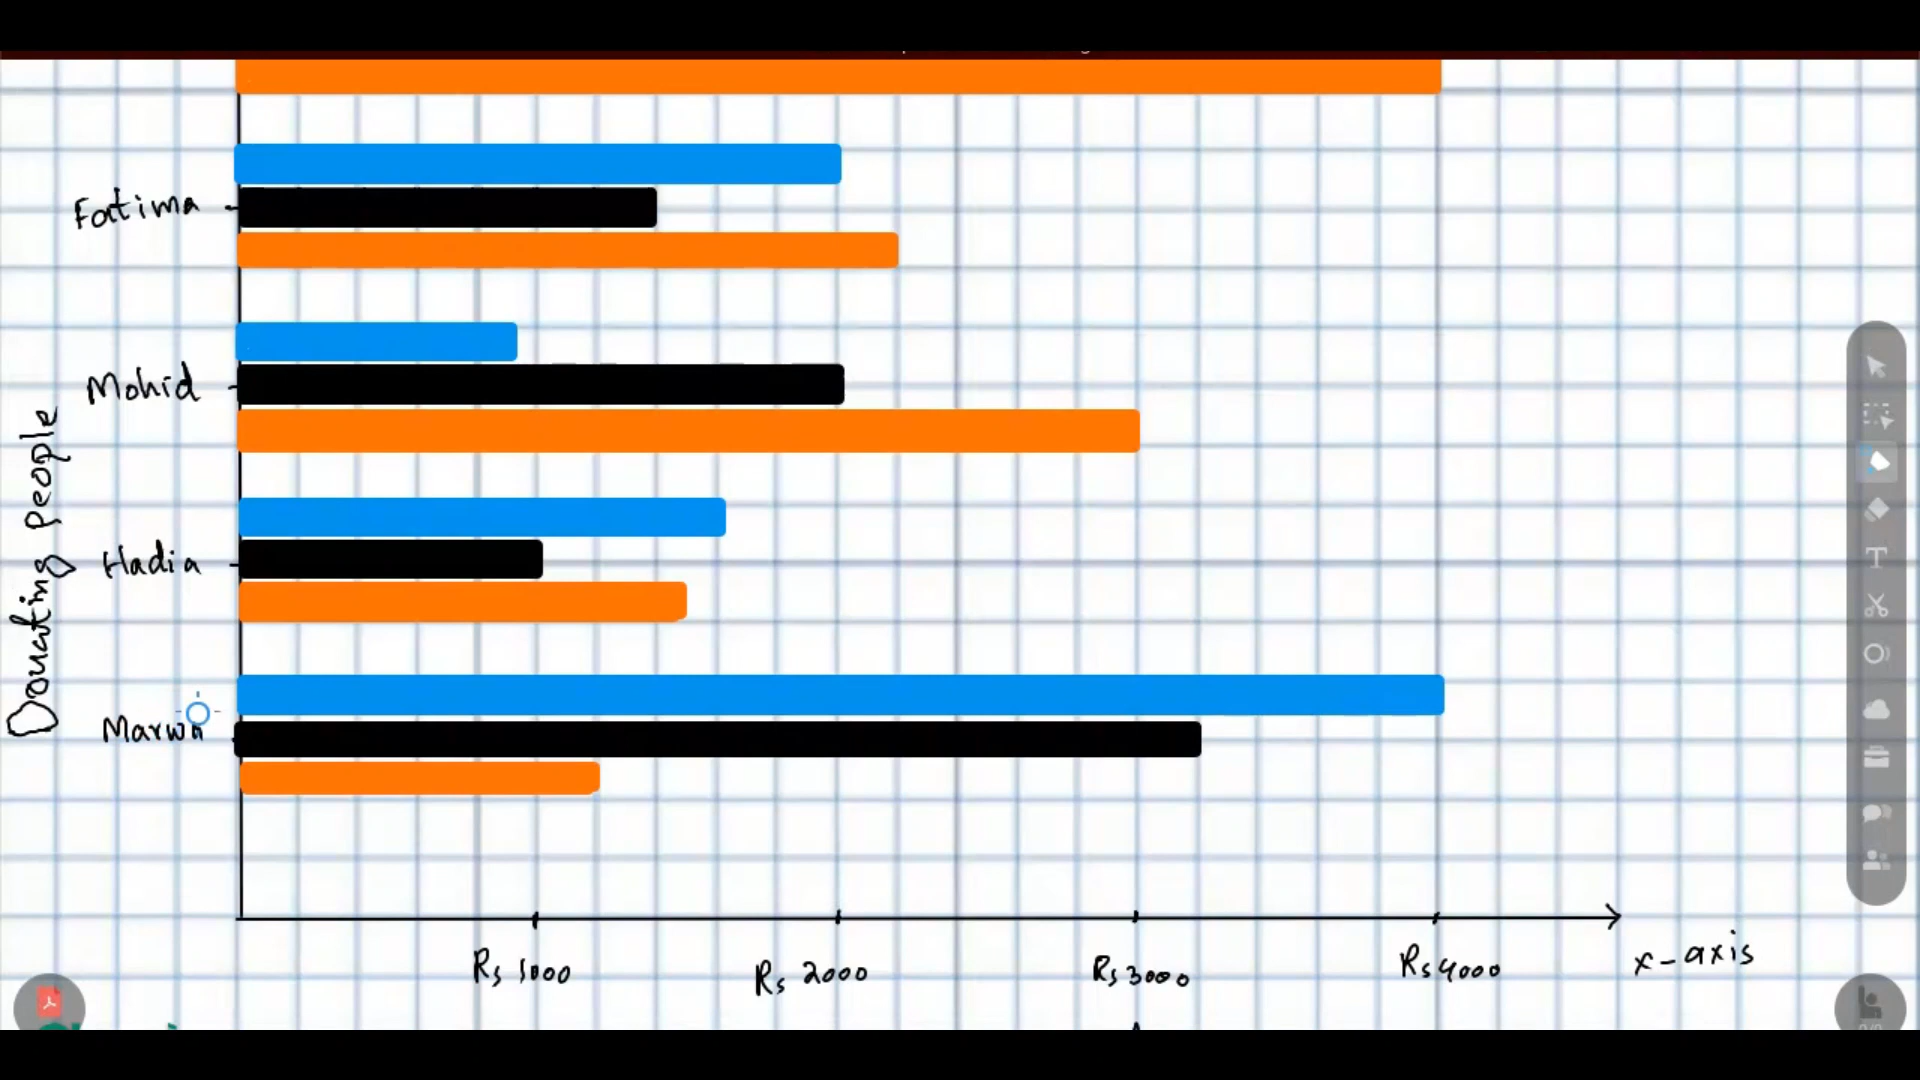 Fatima
Mohid
Hadia
Marwa
Donating people
Rs 1000
Rs 2000
Rs 3000
Rs 4000
x-axis
T